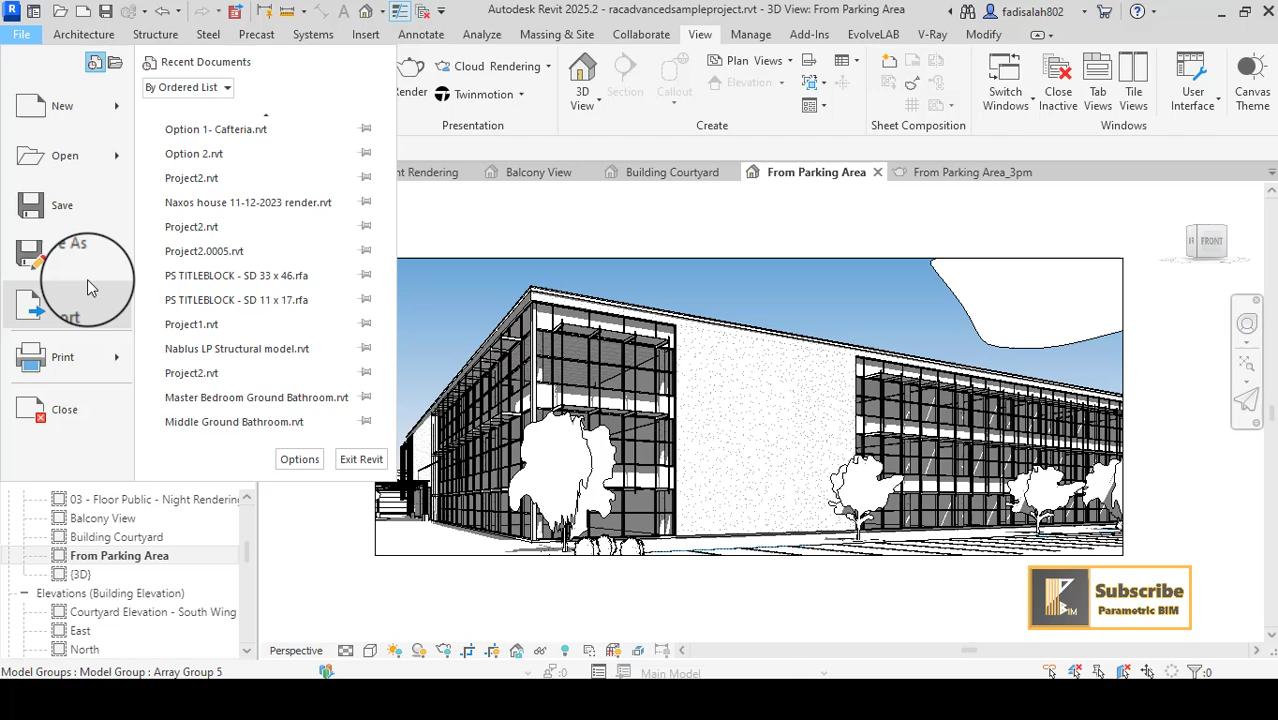 Autodesk Revit 2025.2 - racadvancedsampleproject.rvt - 3D View: From Parking Area
fadisalah802
File Architecture Structure Steel Precast Systems Insert Annotate Analyze Massing & Site Collaborate View Manage Add-Ins EvolveLAB V-Ray Modify
Recent Documents
By Ordered List
New
Open
Save
Print
Close
Option 1- Cafteria.rvt
Option 2.rvt
Project2.rvt
Naxos house 11-12-2023 render.rvt
Project2.rvt
Project2.0005.rvt
PS TITLEBLOCK - SD 33 x 46.rfa
PS TITLEBLOCK - SD 11 x 17.rfa
Project1.rvt
Nablus LP Structural model.rvt
Project2.rvt
Master Bedroom Ground Bathroom.rvt
Middle Ground Bathroom.rvt
Options
Exit Revit
Render
Cloud Rendering
Twinmotion
Presentation
3D View
Section
Callout
Plan Views
Elevation
Create
Sheet Composition
Switch Windows
Close Inactive
Tab Views
Tile Views
User Interface
Canvas Theme
Windows
nt Rendering
Balcony View
Building Courtyard
From Parking Area
From Parking Area_3pm
FRONT
03 - Floor Public - Night Rendering
Balcony View
Building Courtyard
From Parking Area
{3D}
Elevations (Building Elevation)
Courtyard Elevation - South Wing
East
North
Subscribe
Parametric BIM
Perspective
Model Groups : Model Group : Array Group 5
:0
Main Model
:0